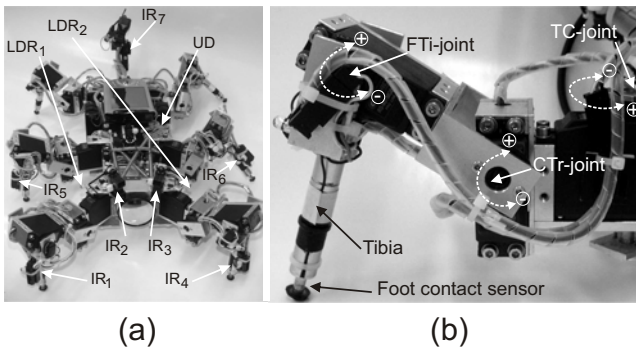 IR7
LDR2
LDR1
UD
IR5
IR6
IR2
IR3
IR1
IR4
(a)
FTi-joint
TC-joint
CTr-joint
Tibia
Foot contact sensor
(b)
+
-
-
+
+
-